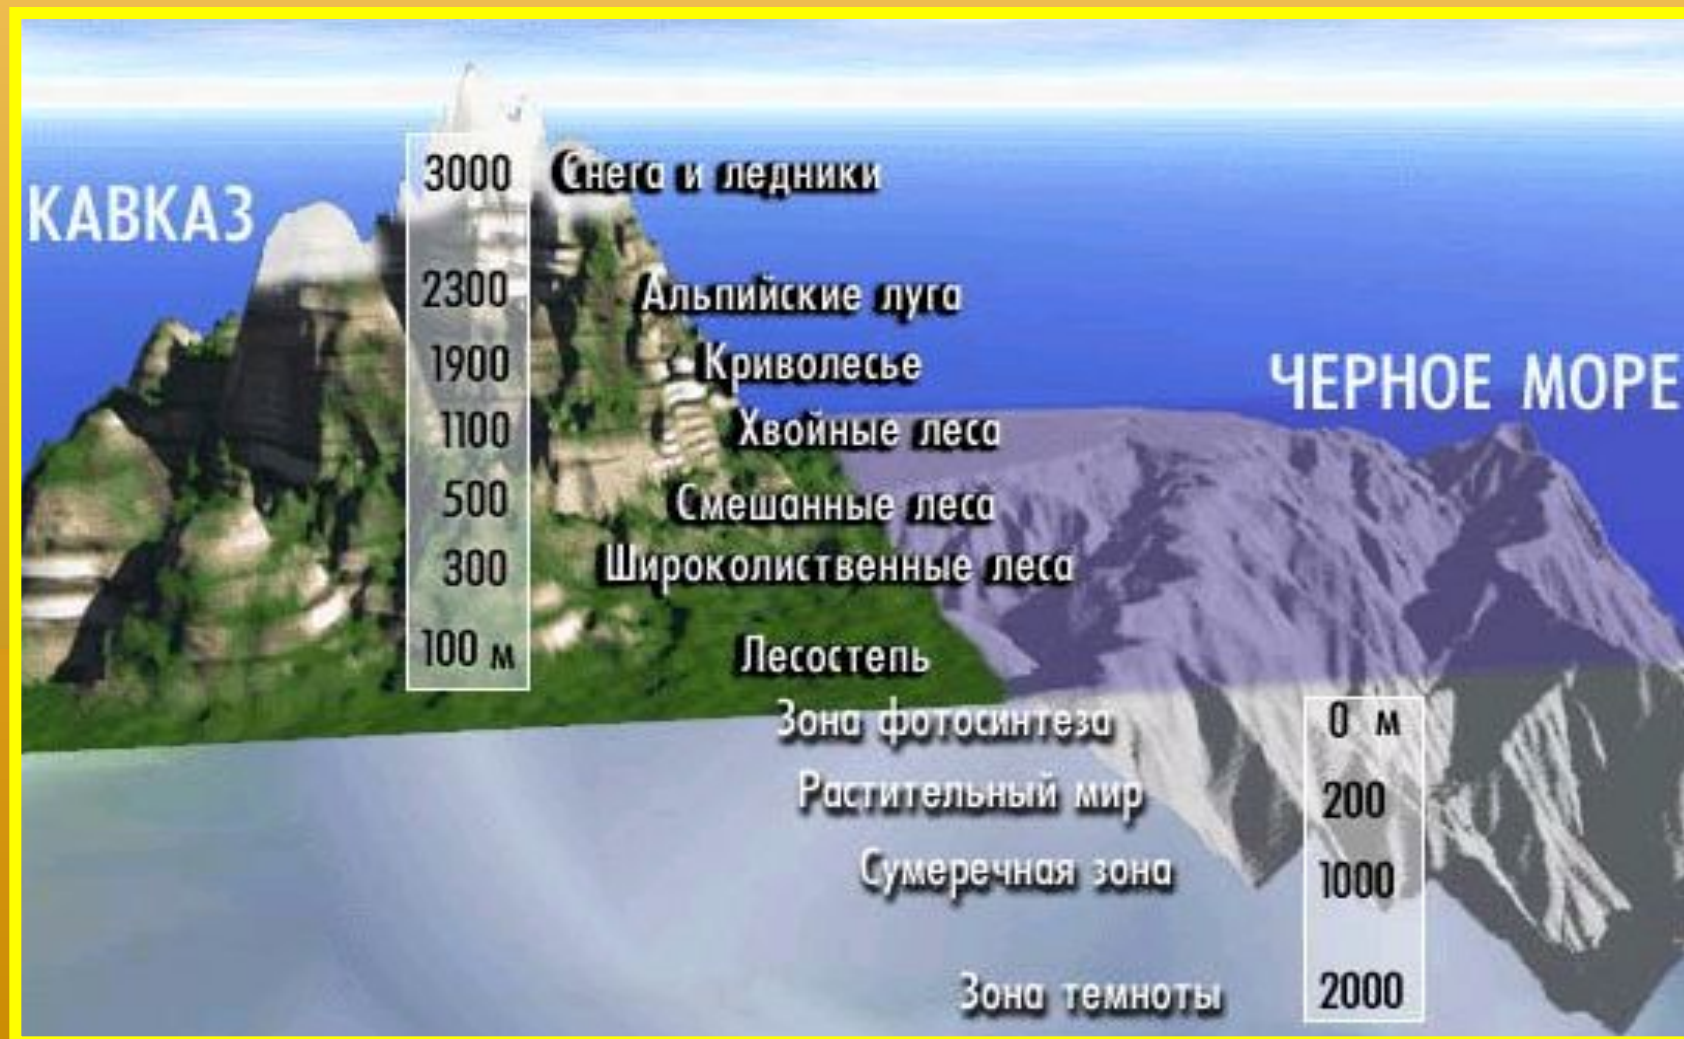 3000 Снега и ледники
КАВКАЗ
2300 Альпийские луга
1900 Криволесье
ЧЕРНОЕ МОРЕ
1100 Хвойные леса
500 Смешанные леса
300 Широколиственные леса
100 м Лесостепь
Зона фотосинтеза 0 м
Растительный мир 200
Сумеречная зона 1000
Зона темноты 2000